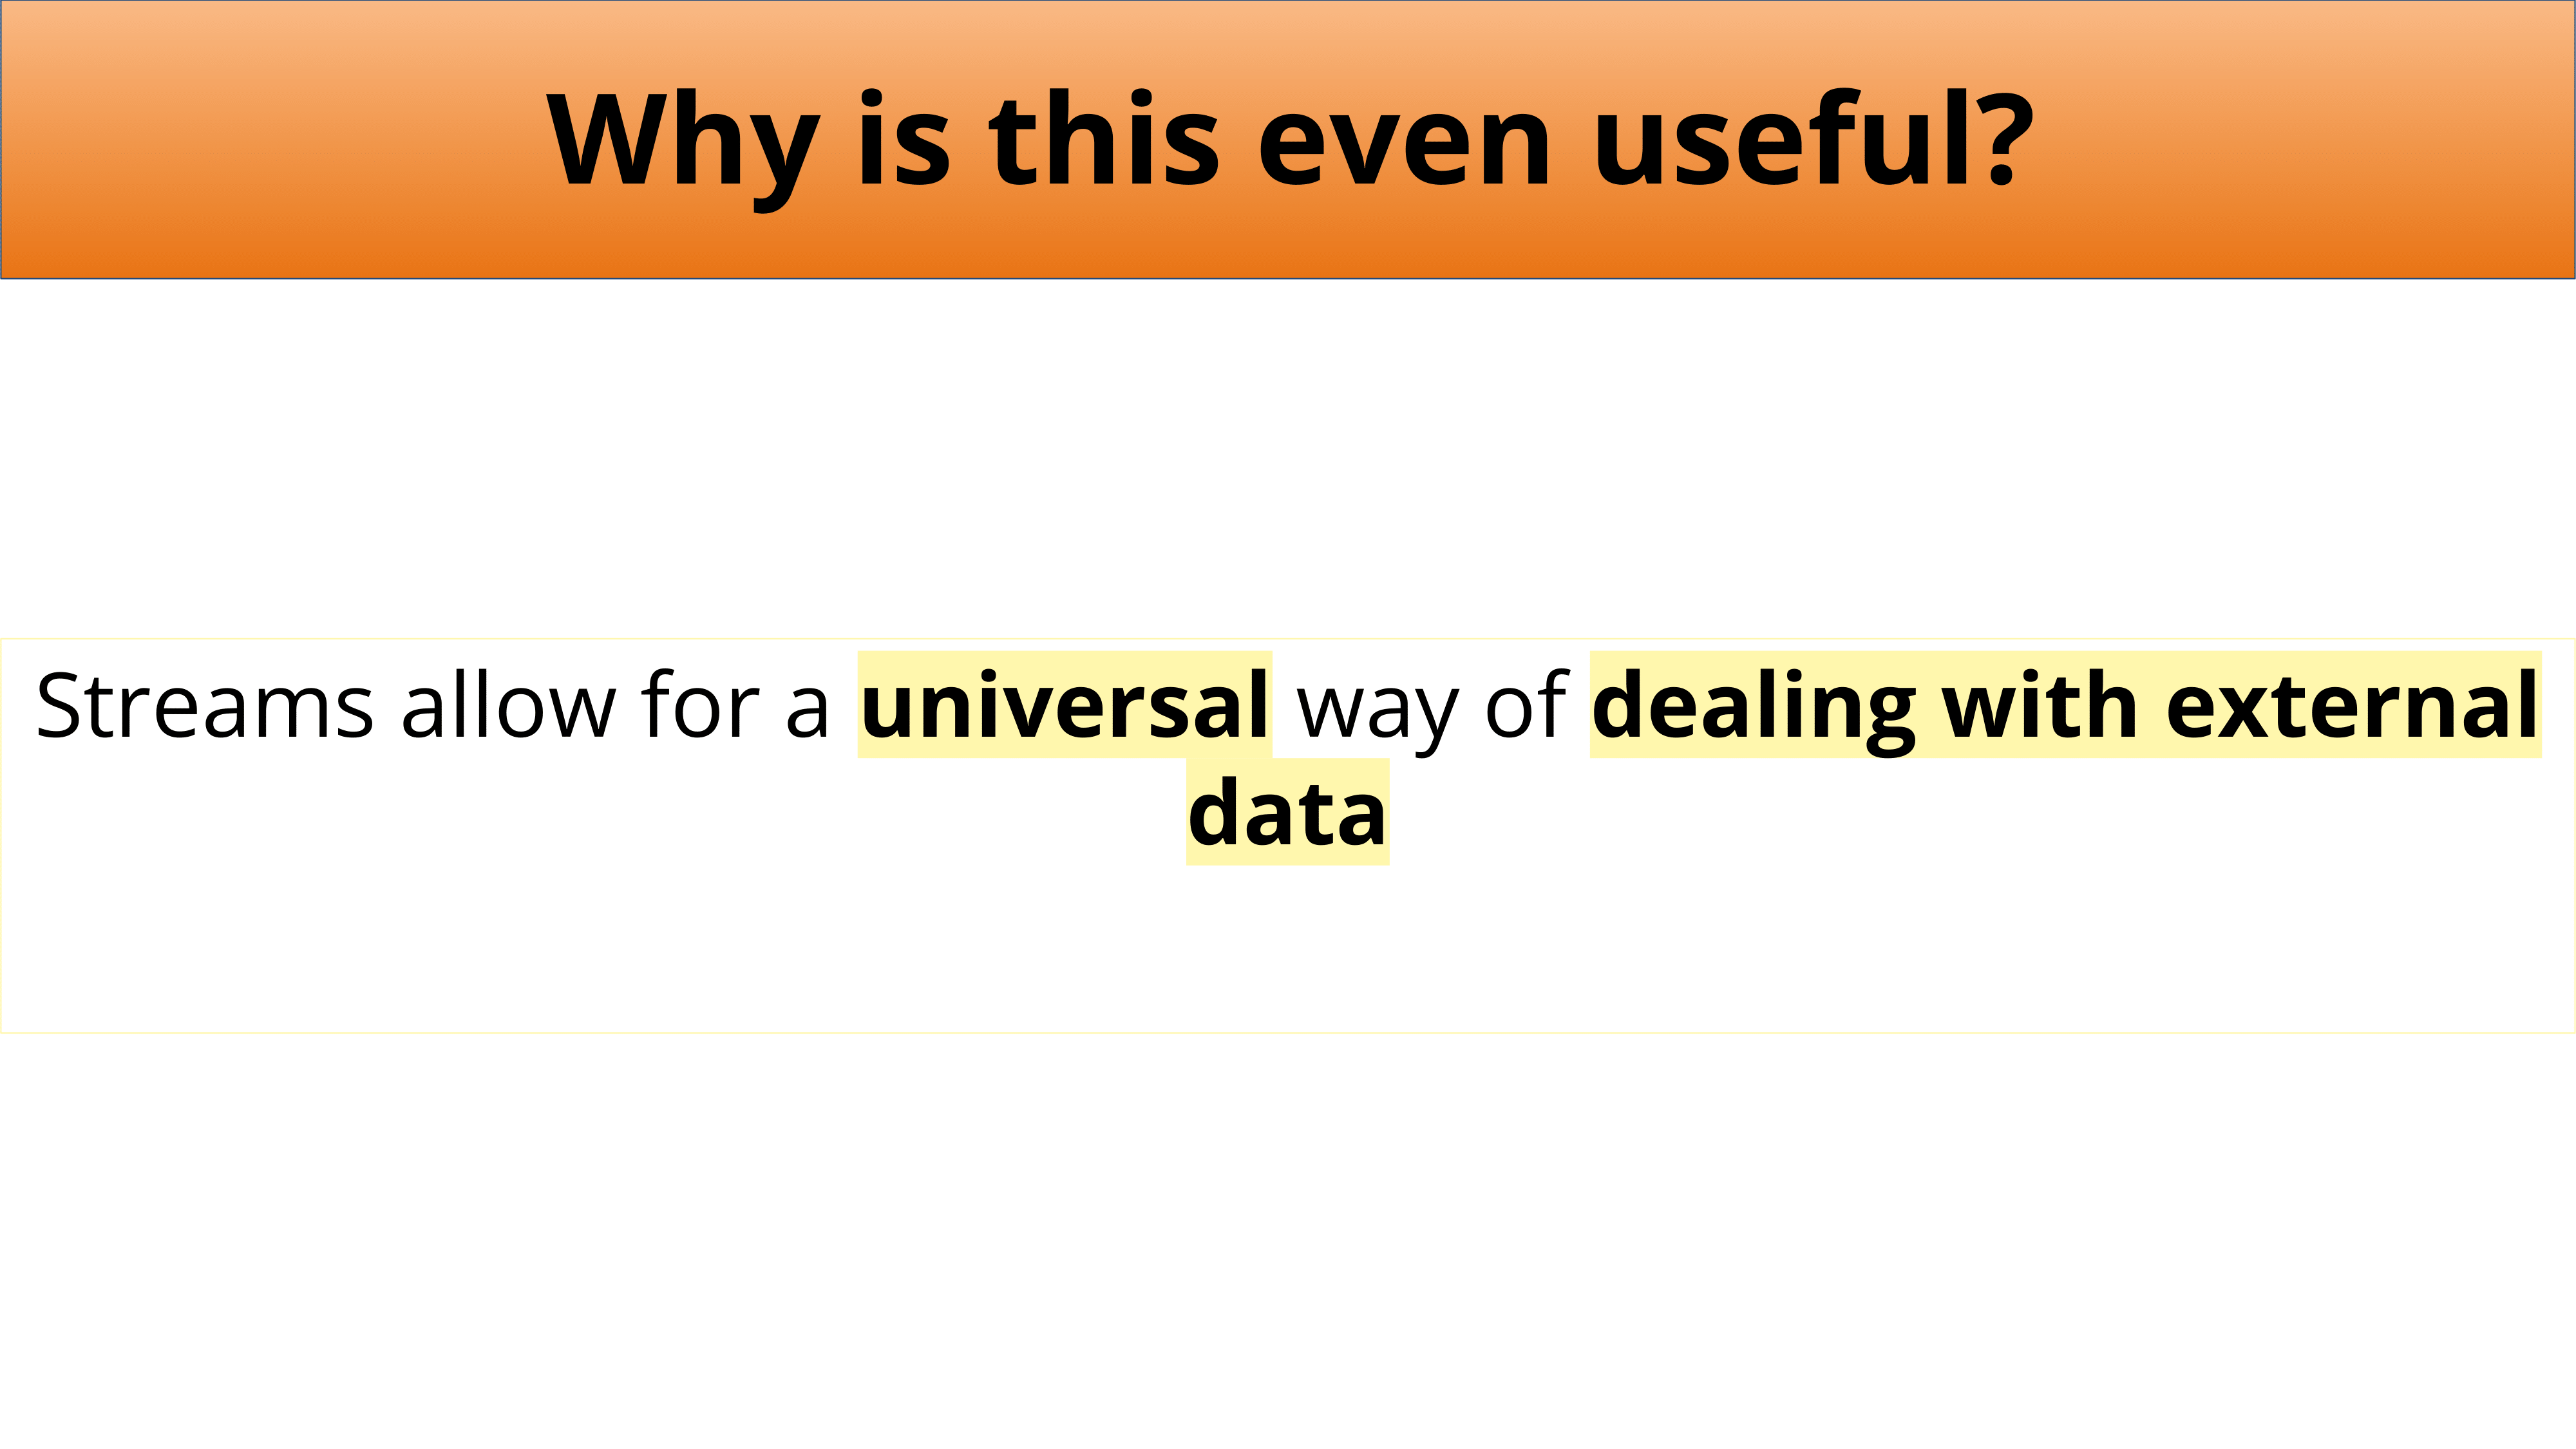 Why is this even useful?
Streams allow for a universal way of dealing with external
data